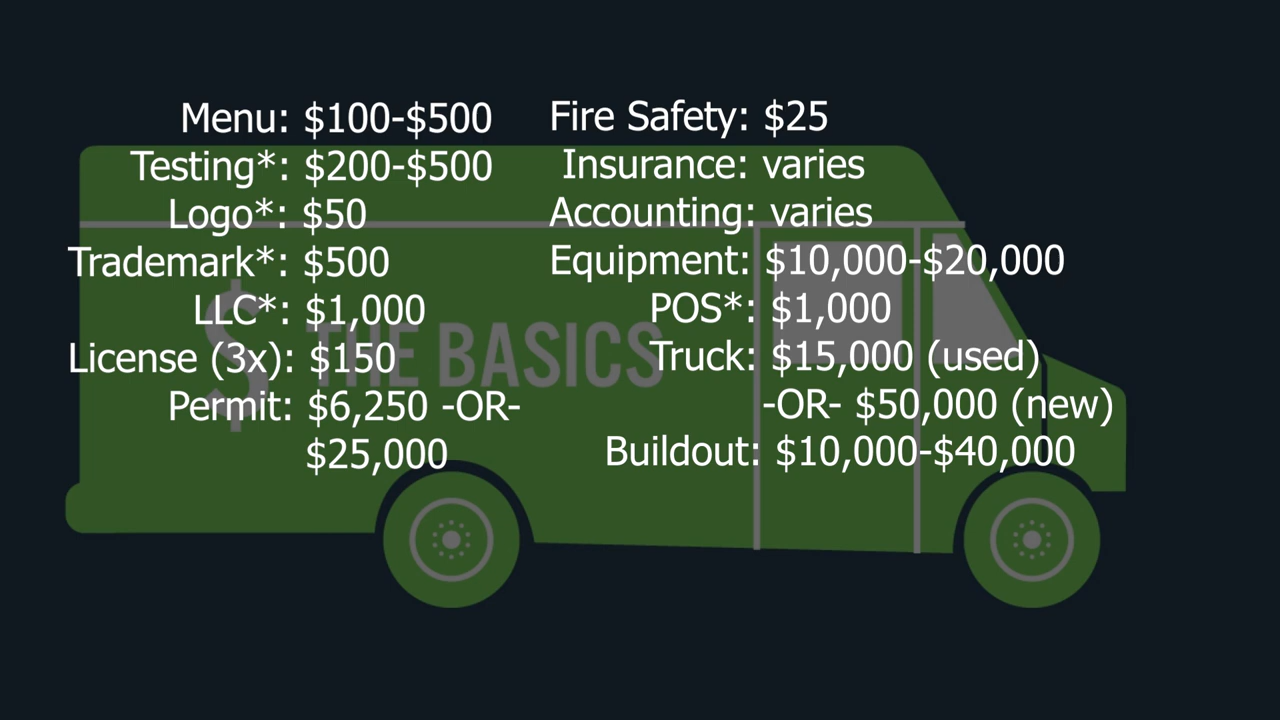 Menu: $100-$500
Testing*: $200-$500
Logo*: $50
Trademark*: $500
LLC*: $1,000
License (3x): $150
Permit: $6,250 -OR-
$25,000
Fire Safety: $25
Insurance: varies
Accounting: varies
Equipment: $10,000-$20,000
POS*: $1,000
Truck: $15,000 (used)
-OR- $50,000 (new)
Buildout: $10,000-$40,000
$ THE BASICS